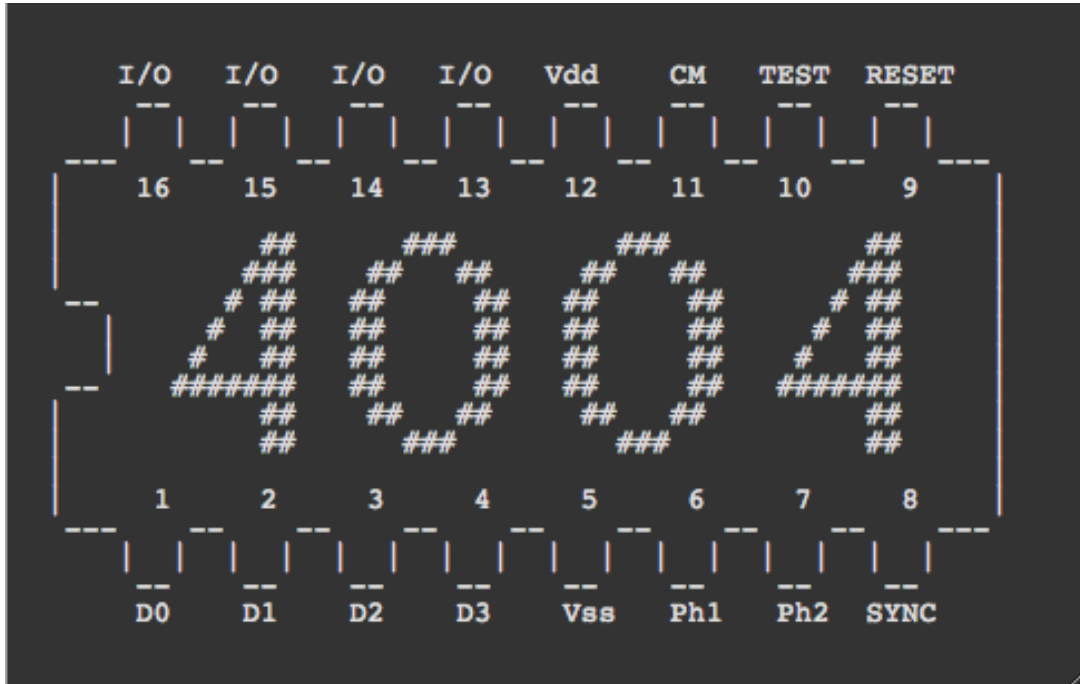 I/O I/O I/O I/O Vdd CM TEST RESET
16 15 14 13 12 11 10 9
4004
1 2 3 4 5 6 7 8
D0 D1 D2 D3 Vss Ph1 Ph2 SYNC